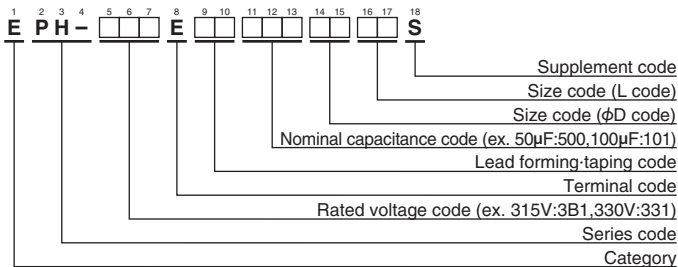 1 2 3 4 5 6 7 8 9 10 11 12 13 14 15 16 17 18
E P H – □□□ E □□ □□□ □□ □□ S
Supplement code
Size code (L code)
Size code (ϕD code)
Nominal capacitance code (ex. 50µF:500,100µF:101)
Lead forming·taping code
Terminal code
Rated voltage code (ex. 315V:3B1,330V:331)
Series code
Category